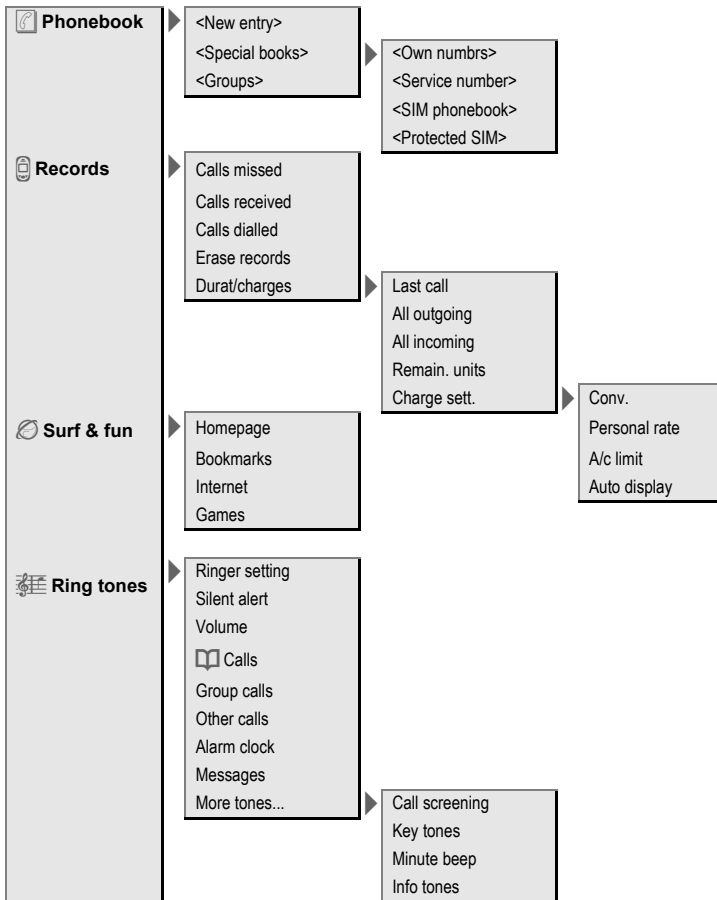 Phonebook
<New entry>
<Special books>
<Groups>
<Own numbrs>
<Service number>
<SIM phonebook>
<Protected SIM>
Records
Calls missed
Calls received
Calls dialled
Erase records
Durat/charges
Last call
All outgoing
All incoming
Remain. units
Charge sett.
Conv.
Personal rate
A/c limit
Auto display
Surf & fun
Homepage
Bookmarks
Internet
Games
Ring tones
Ringer setting
Silent alert
Volume
Calls
Group calls
Other calls
Alarm clock
Messages
More tones...
Call screening
Key tones
Minute beep
Info tones